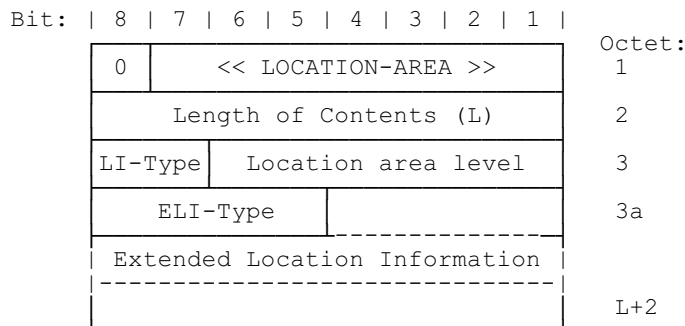 Bit: | 8 | 7 | 6 | 5 | 4 | 3 | 2 | 1 |
Octet:
0 << LOCATION-AREA >> 1
Length of Contents (L) 2
LI-Type Location area level 3
ELI-Type 3a
Extended Location Information
L+2